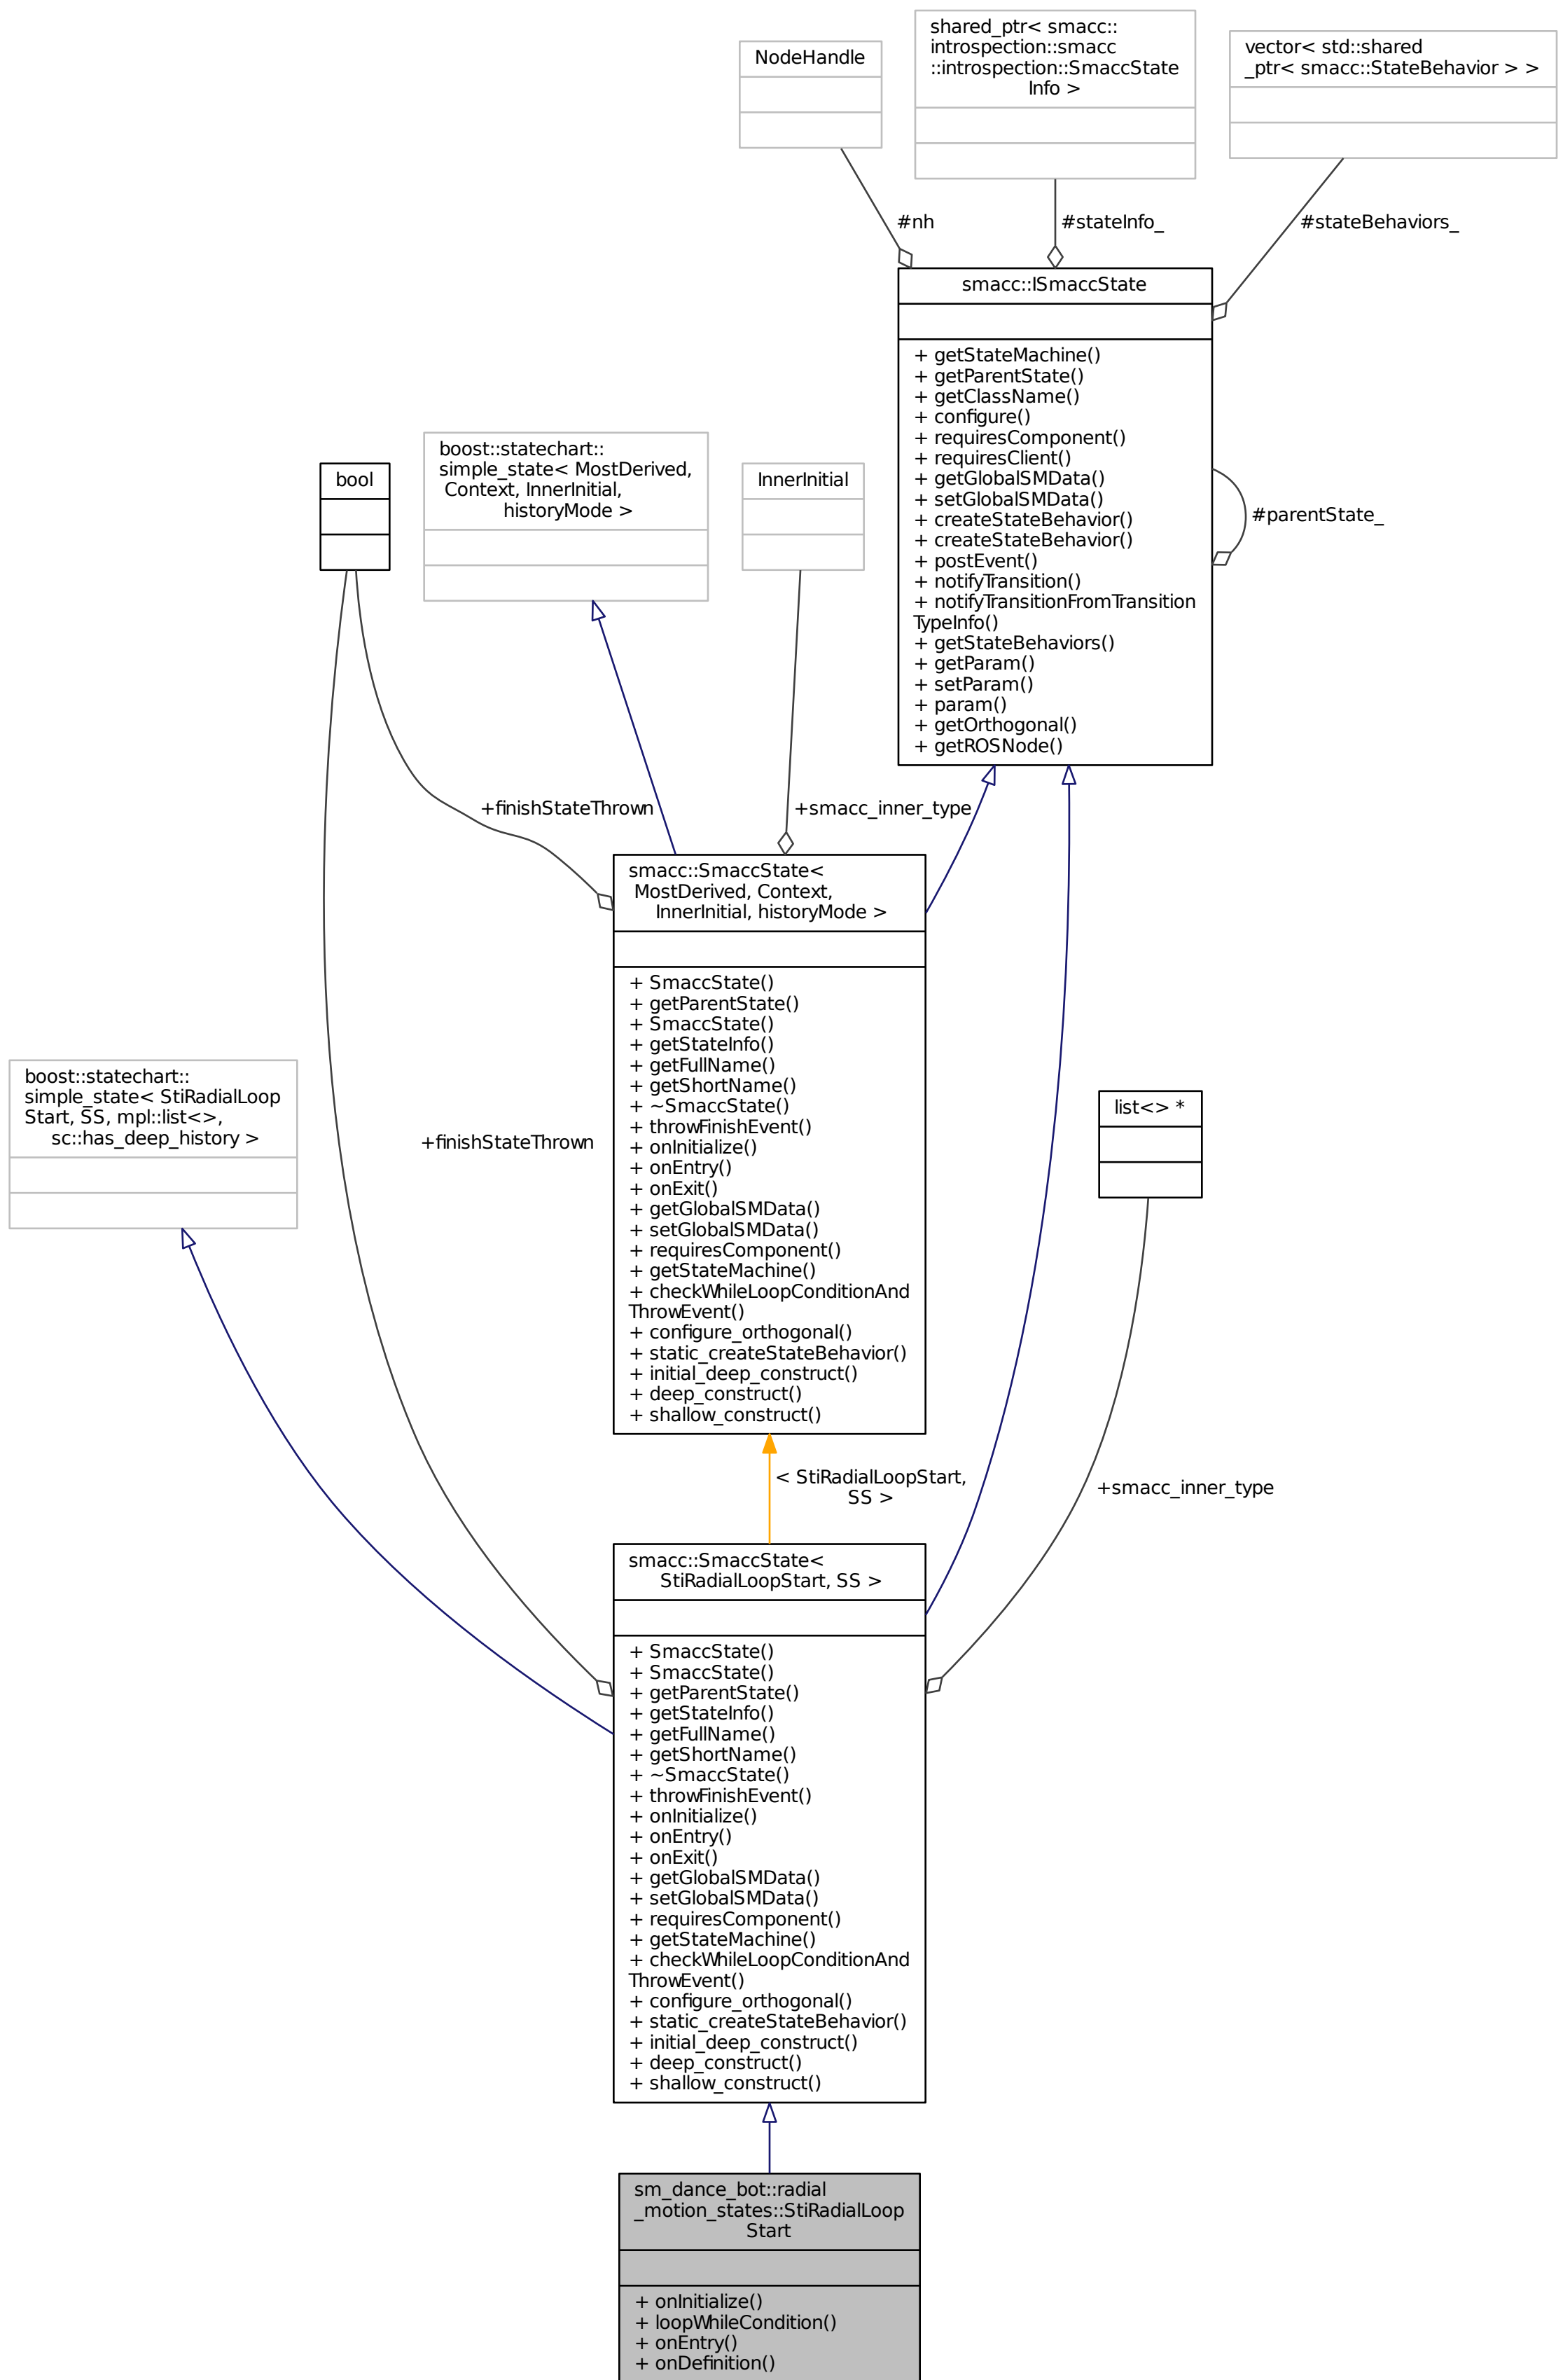 NodeHandle
shared_ptr< smacc::
introspection::smacc
::introspection::SmaccState
Info >
vector< std::shared
_ptr< smacc::StateBehavior > >
#nh
#stateInfo_
#stateBehaviors_
smacc::ISmaccState
+ getStateMachine()
+ getParentState()
+ getClassName()
+ configure()
+ requiresComponent()
+ requiresClient()
+ getGlobalSMData()
+ setGlobalSMData()
+ createStateBehavior()
+ createStateBehavior()
+ postEvent()
+ notifyTransition()
+ notifyTransitionFromTransition
TypeInfo()
+ getStateBehaviors()
+ getParam()
+ setParam()
+ param()
+ getOrthogonal()
+ getROSNode()
#parentState_
bool
boost::statechart::
simple_state< MostDerived,
Context, InnerInitial,
historyMode >
InnerInitial
+finishStateThrown
+smacc_inner_type
smacc::SmaccState<
MostDerived, Context,
InnerInitial, historyMode >
+ SmaccState()
+ getParentState()
+ SmaccState()
+ getStateInfo()
+ getFullName()
+ getShortName()
+ ~SmaccState()
+ throwFinishEvent()
+ onInitialize()
+ onEntry()
+ onExit()
+ getGlobalSMData()
+ setGlobalSMData()
+ requiresComponent()
+ getStateMachine()
+ checkWhileLoopConditionAnd
ThrowEvent()
+ configure_orthogonal()
+ static_createStateBehavior()
+ initial_deep_construct()
+ deep_construct()
+ shallow_construct()
boost::statechart::
simple_state< StiRadialLoop
Start, SS, mpl::list<>,
sc::has_deep_history >
+finishStateThrown
list<> *
< StiRadialLoopStart,
SS >
+smacc_inner_type
smacc::SmaccState<
StiRadialLoopStart, SS >
+ SmaccState()
+ SmaccState()
+ getParentState()
+ getStateInfo()
+ getFullName()
+ getShortName()
+ ~SmaccState()
+ throwFinishEvent()
+ onInitialize()
+ onEntry()
+ onExit()
+ getGlobalSMData()
+ setGlobalSMData()
+ requiresComponent()
+ getStateMachine()
+ checkWhileLoopConditionAnd
ThrowEvent()
+ configure_orthogonal()
+ static_createStateBehavior()
+ initial_deep_construct()
+ deep_construct()
+ shallow_construct()
sm_dance_bot::radial
_motion_states::StiRadialLoop
Start
+ onInitialize()
+ loopWhileCondition()
+ onEntry()
+ onDefinition()